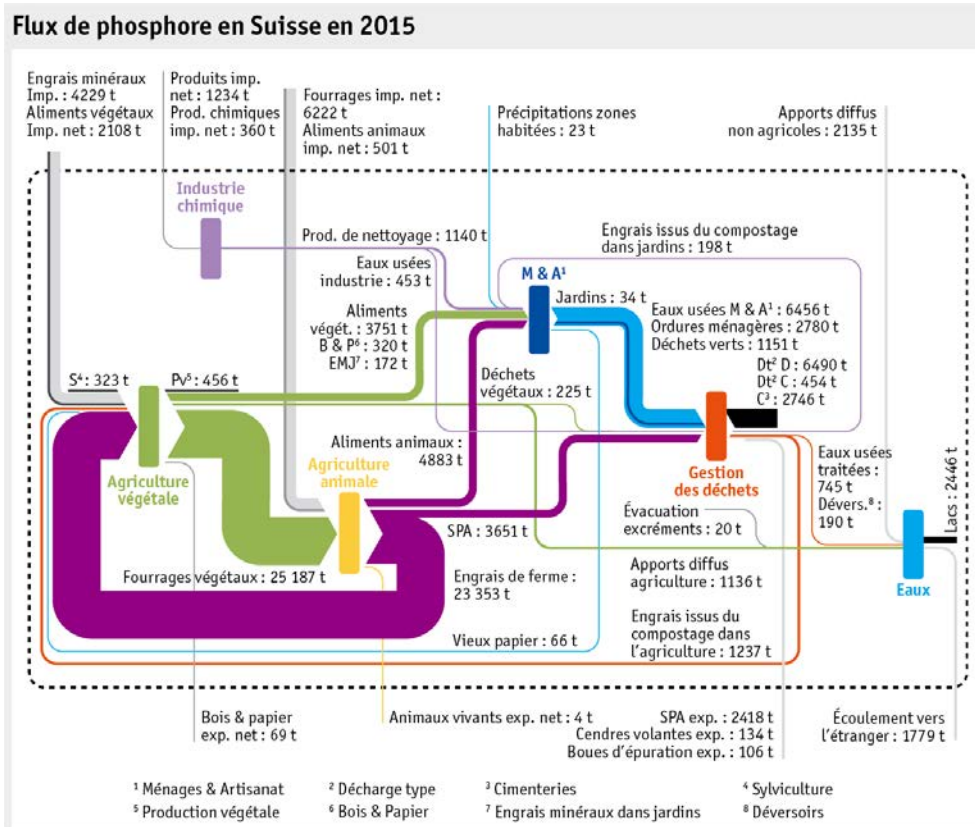 Flux de phosphore en Suisse en 2015
Engrais minéraux
Imp. : 4229 t
Aliments végétaux
Imp. net : 2108 t
Produits imp.
net : 1234 t
Prod. chimiques
imp. net : 360 t
Fourrages imp. net :
6222 t
Aliments animaux
imp. net : 501 t
Précipitations zones
habitées : 23 t
Apports diffus
non agricoles : 2135 t
Industrie
chimique
Prod. de nettoyage : 1140 t
Eaux usées
industrie : 453 t
Engrais issus du compostage
dans jardins : 198 t
M & A¹
Jardins : 34 t
Aliments
végét. : 3751 t
B & P⁶ : 320 t
EMJ⁷ : 172 t
Eaux usées M & A¹ : 6456 t
Ordures ménagères : 2780 t
Déchets verts : 1151 t
Dt² D : 6490 t
Dt² C : 454 t
C³ : 2746 t
S⁴ : 323 t
Pv⁵ : 456 t
Déchets
végétaux : 225 t
Aliments animaux :
4883 t
Agriculture
végétale
Agriculture
animale
Gestion
des déchets
Eaux usées
traitées :
745 t
Dévers.⁸ :
190 t
Lacs : 2446 t
SPA : 3651 t
Évacuation
excréments : 20 t
Fourrages végétaux : 25 187 t
Engrais de ferme :
23 353 t
Apports diffus
agriculture : 1136 t
Eaux
Vieux papier : 66 t
Engrais issus du
compostage dans
l'agriculture : 1237 t
Bois & papier
exp. net : 69 t
Animaux vivants exp. net : 4 t
SPA exp. : 2418 t
Cendres volantes exp. : 134 t
Boues d'épuration exp. : 106 t
Écoulement vers
l'étranger : 1779 t
¹ Ménages & Artisanat
² Décharge type
³ Cimenteries
⁴ Sylviculture
⁵ Production végétale
⁶ Bois & Papier
⁷ Engrais minéraux dans jardins
⁸ Déversoirs